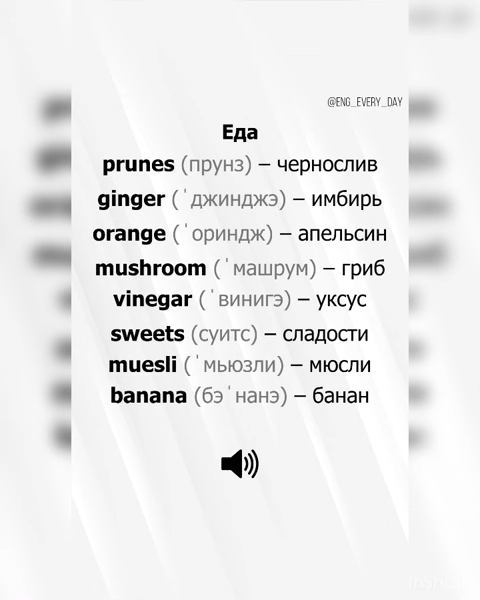 @ENG_EVERY_DAY
Еда
prunes (прунз) – чернослив
ginger (ˈджинджэ) – имбирь
orange (ˈориндж) – апельсин
mushroom (ˈмашрум) – гриб
vinegar (ˈвинигэ) – уксус
sweets (суитс) – сладости
muesli (ˈмьюзли) – мюсли
banana (бэˈнанэ) – банан